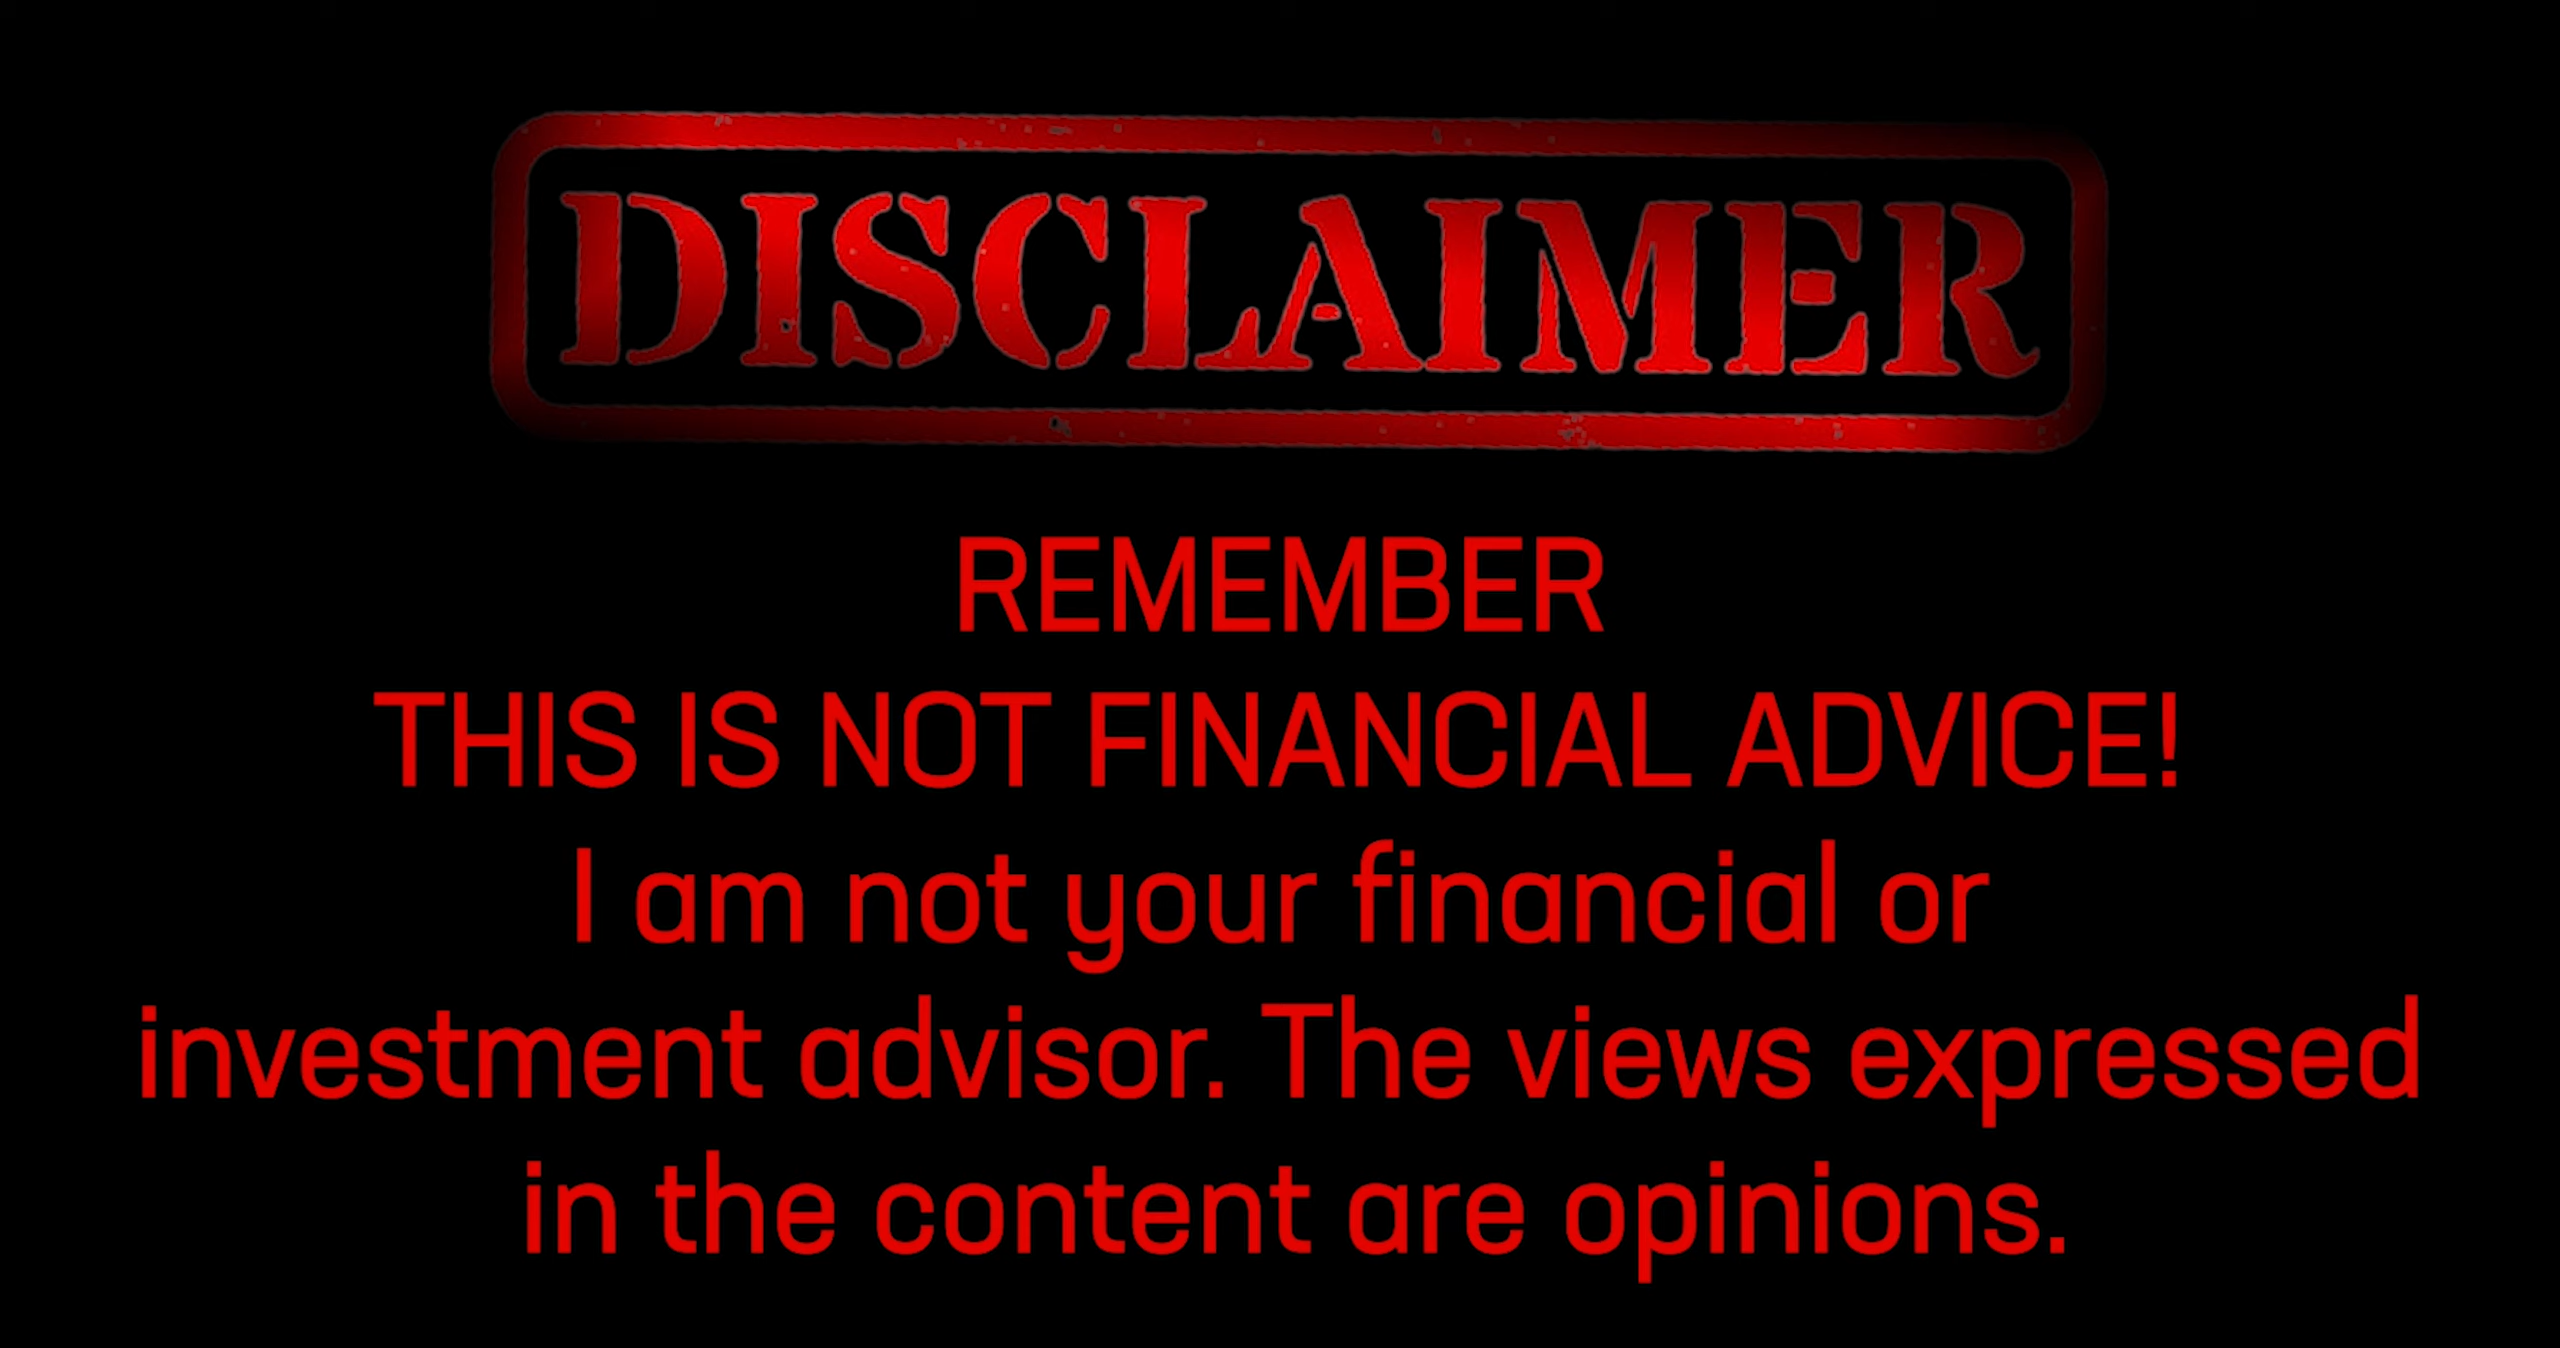 DISCLAIMER
REMEMBER
THIS IS NOT FINANCIAL ADVICE!
I am not your financial or
investment advisor. The views expressed
in the content are opinions.